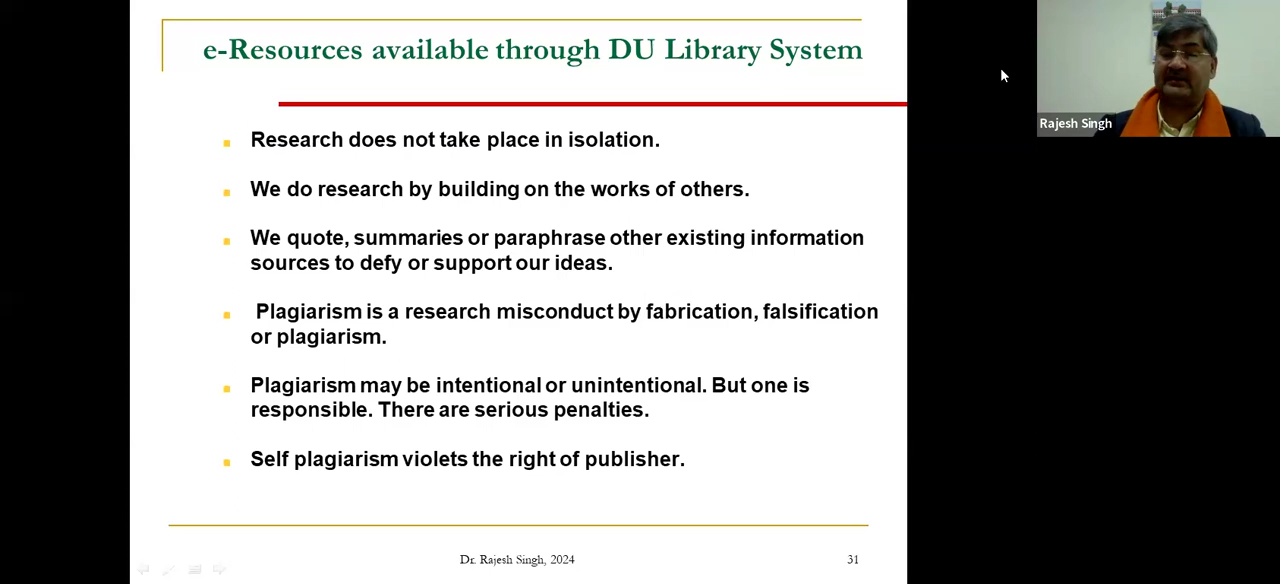 e-Resources available through DU Library System
Research does not take place in isolation.
We do research by building on the works of others.
We quote, summaries or paraphrase other existing information
sources to defy or support our ideas.
Plagiarism is a research misconduct by fabrication, falsification
or plagiarism.
Plagiarism may be intentional or unintentional. But one is
responsible. There are serious penalties.
Self plagiarism violets the right of publisher.
Dr. Rajesh Singh, 2024
31
Rajesh Singh